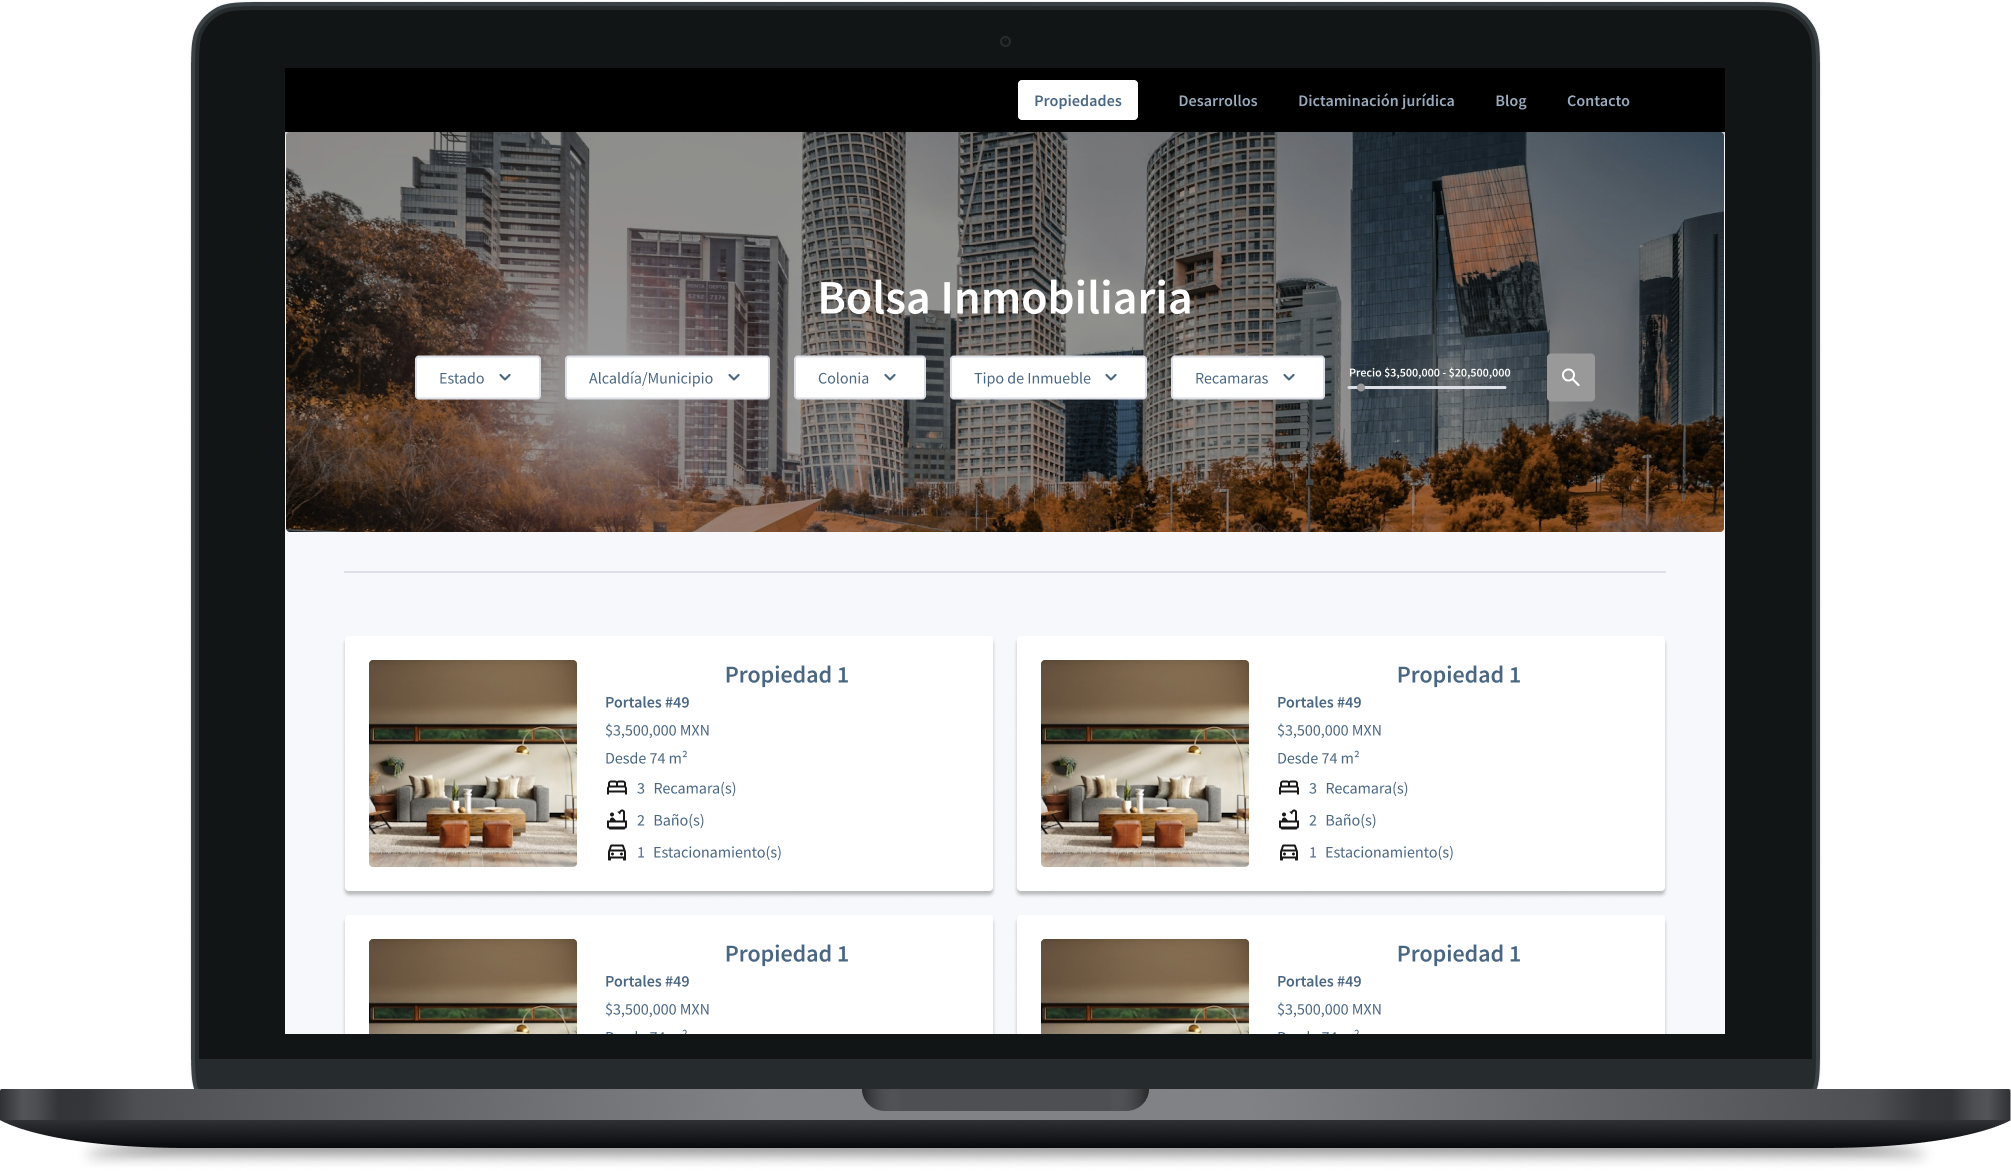 Propiedades Desarrollos Dictaminación jurídica Blog Contacto
Bolsa Inmobiliaria
Estado Alcaldía/Municipio Colonia Tipo de Inmueble Recamaras Precio $3,500,000 - $20,500,000
Propiedad 1
Portales #49
$3,500,000 MXN
Desde 74 m²
3 Recamara(s)
2 Baño(s)
1 Estacionamiento(s)
Propiedad 1
Portales #49
$3,500,000 MXN
Desde 74 m²
3 Recamara(s)
2 Baño(s)
1 Estacionamiento(s)
Propiedad 1
Portales #49
$3,500,000 MXN
Propiedad 1
Portales #49
$3,500,000 MXN